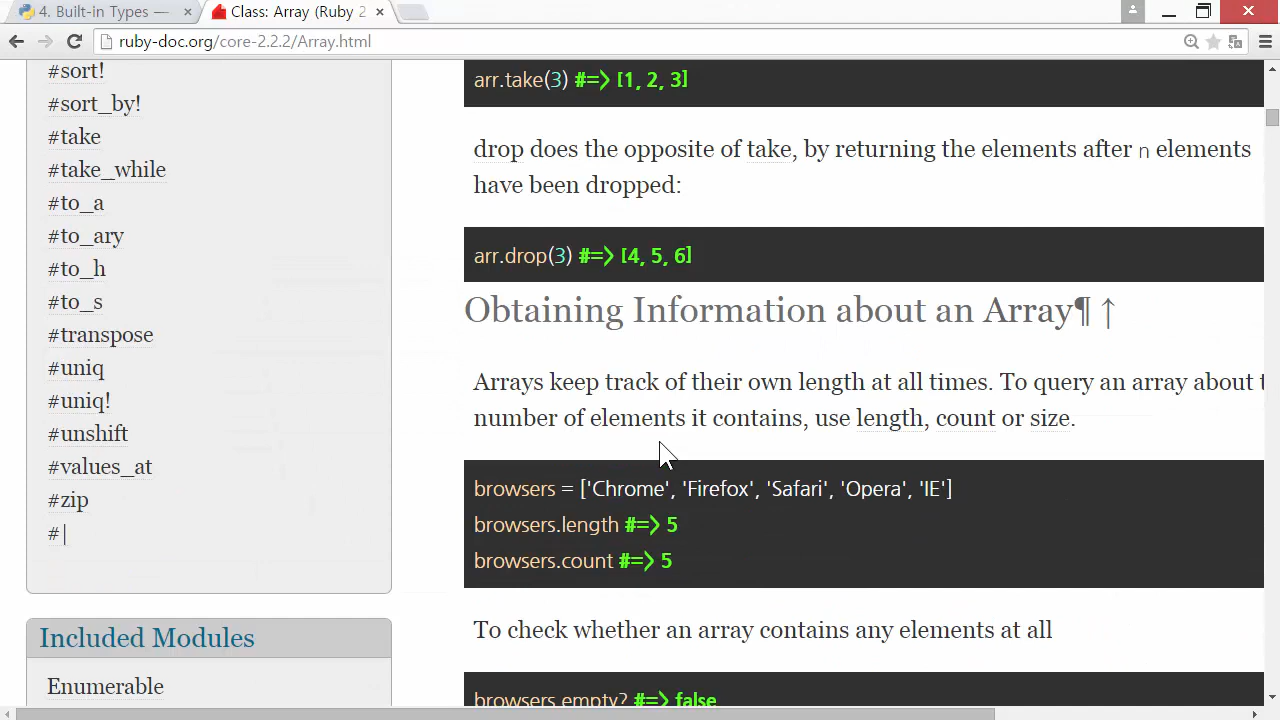 4. Built-in Types —
Class: Array (Ruby 2
ruby-doc.org/core-2.2.2/Array.html
#sort!
#sort_by!
#take
#take_while
#to_a
#to_ary
#to_h
#to_s
#transpose
#uniq
#uniq!
#unshift
#values_at
#zip
#|
Included Modules
Enumerable
arr.take(3) #=> [1, 2, 3]
drop does the opposite of take, by returning the elements after n elements
have been dropped:
arr.drop(3) #=> [4, 5, 6]
Obtaining Information about an Array¶ ↑
Arrays keep track of their own length at all times. To query an array about t
number of elements it contains, use length, count or size.
browsers = ['Chrome', 'Firefox', 'Safari', 'Opera', 'IE']
browsers.length #=> 5
browsers.count #=> 5
To check whether an array contains any elements at all
browsers.empty? #=> false